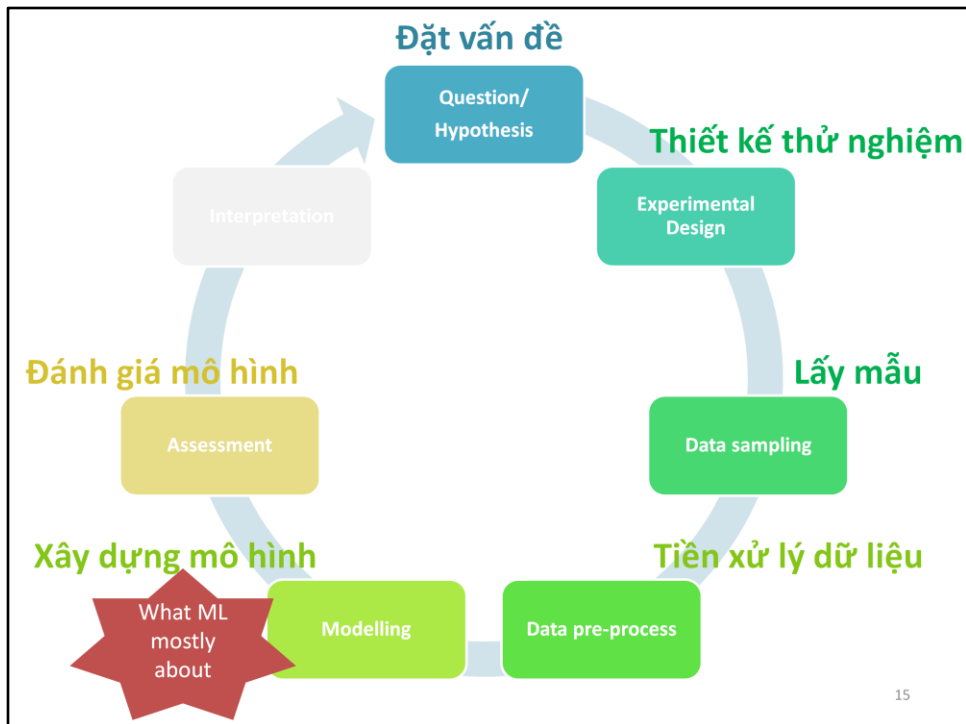 Đặt vấn đề
Question/
Hypothesis
Thiết kế thử nghiệm
Experimental
Design
Lấy mẫu
Data sampling
Tiền xử lý dữ liệu
Data pre-process
Xây dựng mô hình
Modelling
What ML
mostly
about
Đánh giá mô hình
Assessment
Interpretation
15